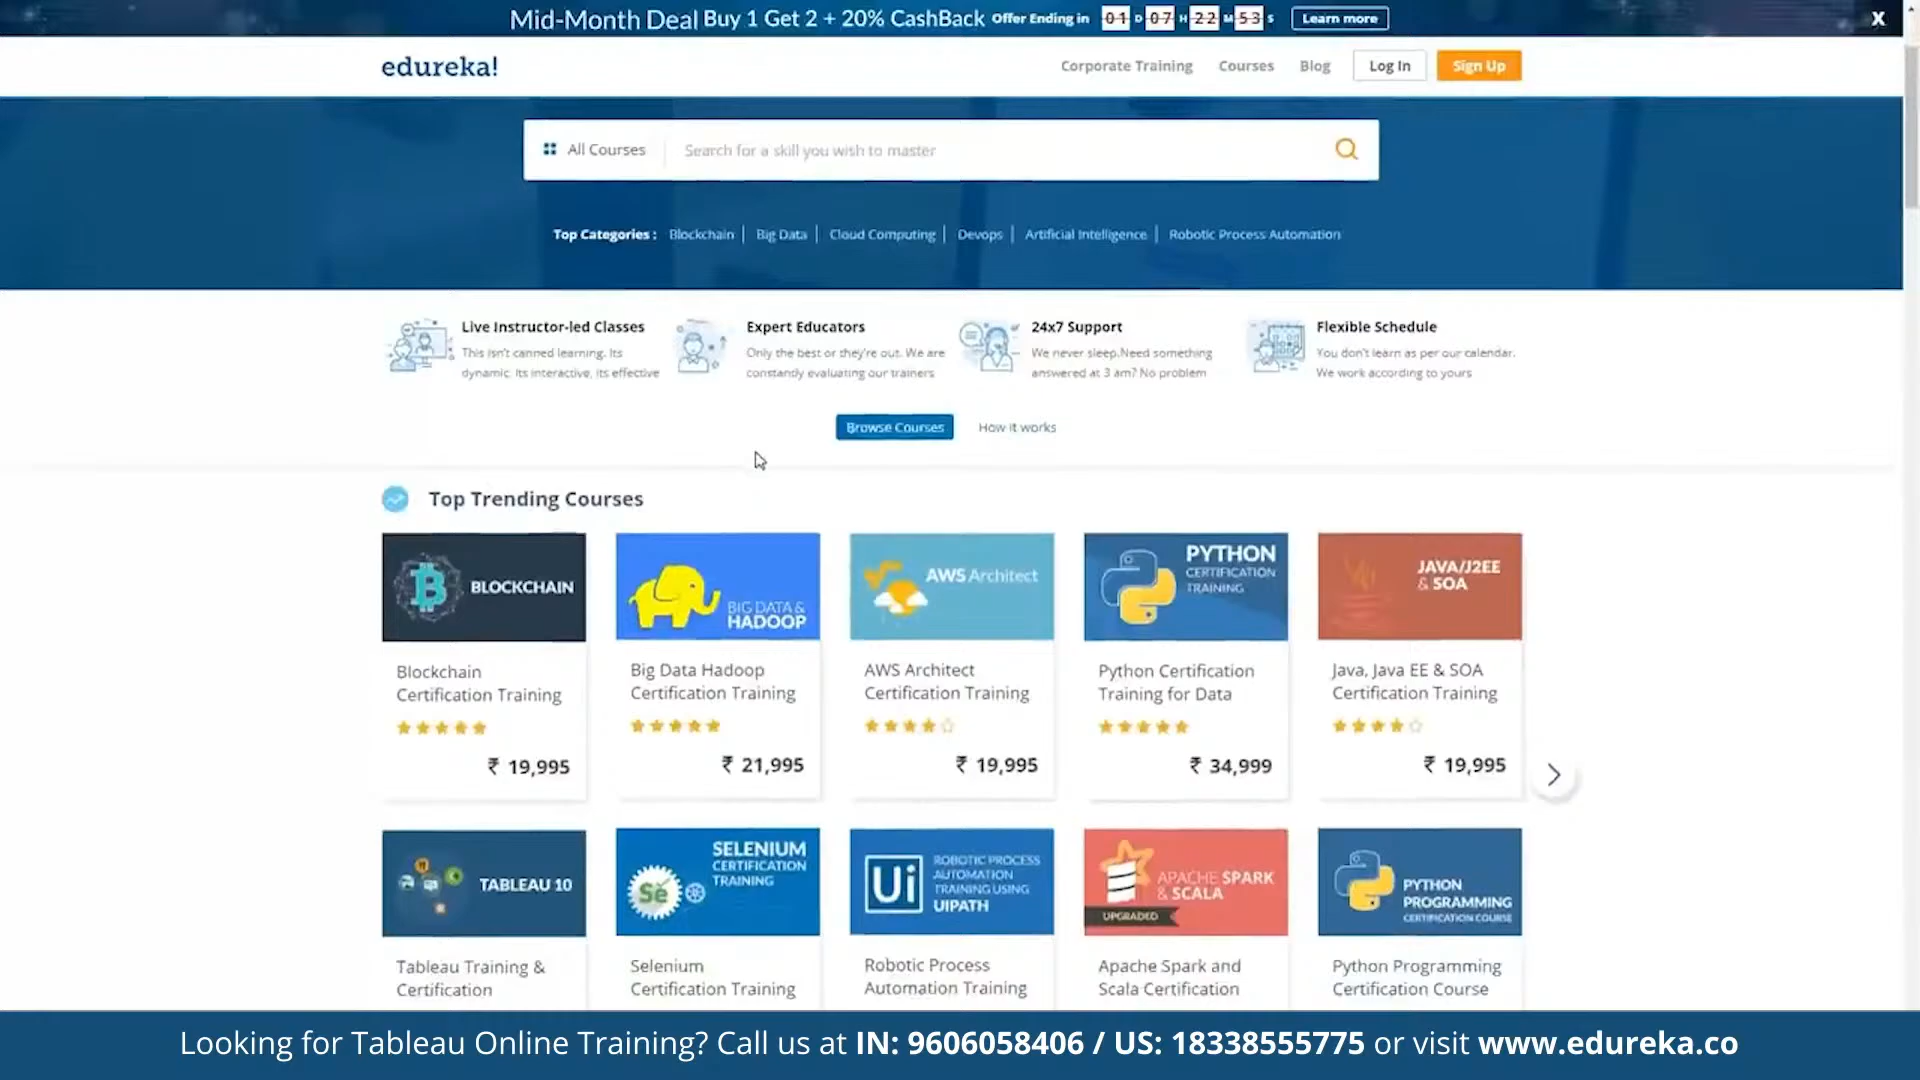 Mid-Month Deal Buy 1 Get 2 + 20% CashBack Offer Ending in 01 D 07 H 22 M 53 S Learn more X
edureka!
Corporate Training Courses Blog Log In Sign Up
All Courses Search for a skill you wish to master
Top Categories : Blockchain | Big Data | Cloud Computing | Devops | Artificial Intelligence | Robotic Process Automation
Live Instructor-led Classes
This isn't canned learning. Its
dynamic, its interactive, its effective
Expert Educators
Only the best or they're out. We are
constantly evaluating our trainers
24x7 Support
We never sleep.Need something
answered at 3 am? No problem
Flexible Schedule
You don't learn as per our calendar.
We work according to yours
Browse Courses How it works
Top Trending Courses
BLOCKCHAIN
Blockchain
Certification Training
₹ 19,995
BIG DATA &
HADOOP
Big Data Hadoop
Certification Training
₹ 21,995
AWS Architect
AWS Architect
Certification Training
₹ 19,995
PYTHON
CERTIFICATION
TRAINING
Python Certification
Training for Data
₹ 34,999
JAVA/J2EE
& SOA
Java, Java EE & SOA
Certification Training
₹ 19,995
TABLEAU 10
Tableau Training &
Certification
SELENIUM
CERTIFICATION
TRAINING
Se
Selenium
Certification Training
Ui
ROBOTIC PROCESS
AUTOMATION
TRAINING USING
UIPATH
Robotic Process
Automation Training
APACHE SPARK
& SCALA
UPGRADED
Apache Spark and
Scala Certification
PYTHON
PROGRAMMING
CERTIFICATION COURSE
Python Programming
Certification Course
Looking for Tableau Online Training? Call us at IN: 9606058406 / US: 18338555775 or visit www.edureka.co